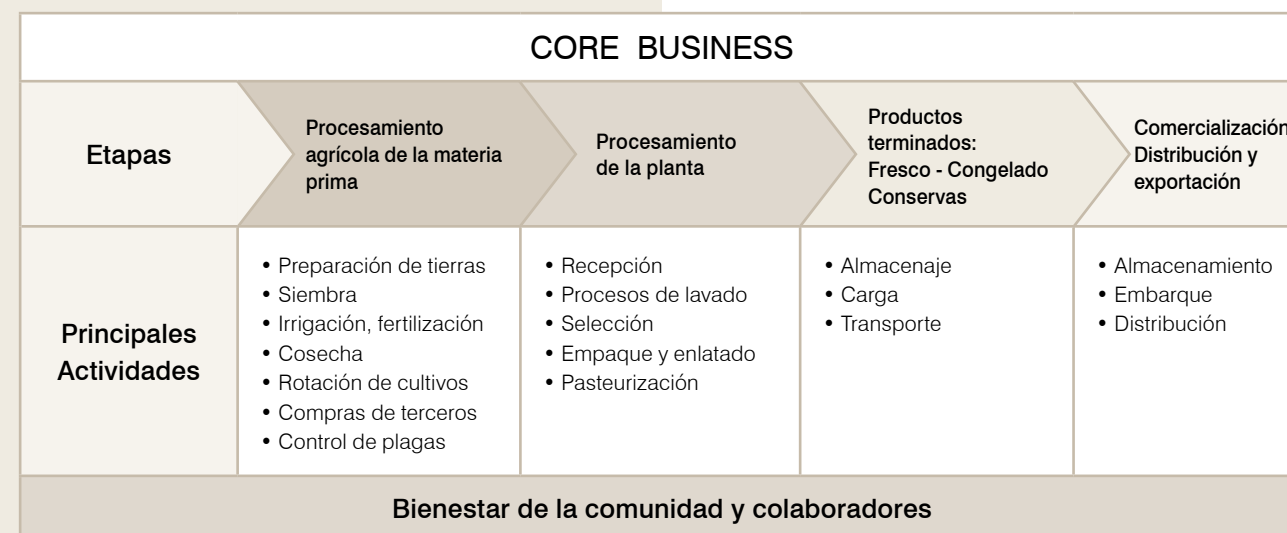 CORE BUSINESS
Etapas
Procesamiento
agrícola de la materia
prima
Procesamiento
de la planta
Productos
terminados:
Fresco - Congelado
Conservas
Comercialización
Distribución y
exportación
Principales
Actividades
• Preparación de tierras
• Siembra
• Irrigación, fertilización
• Cosecha
• Rotación de cultivos
• Compras de terceros
• Control de plagas
• Recepción
• Procesos de lavado
• Selección
• Empaque y enlatado
• Pasteurización
• Almacenaje
• Carga
• Transporte
• Almacenamiento
• Embarque
• Distribución
Bienestar de la comunidad y colaboradores